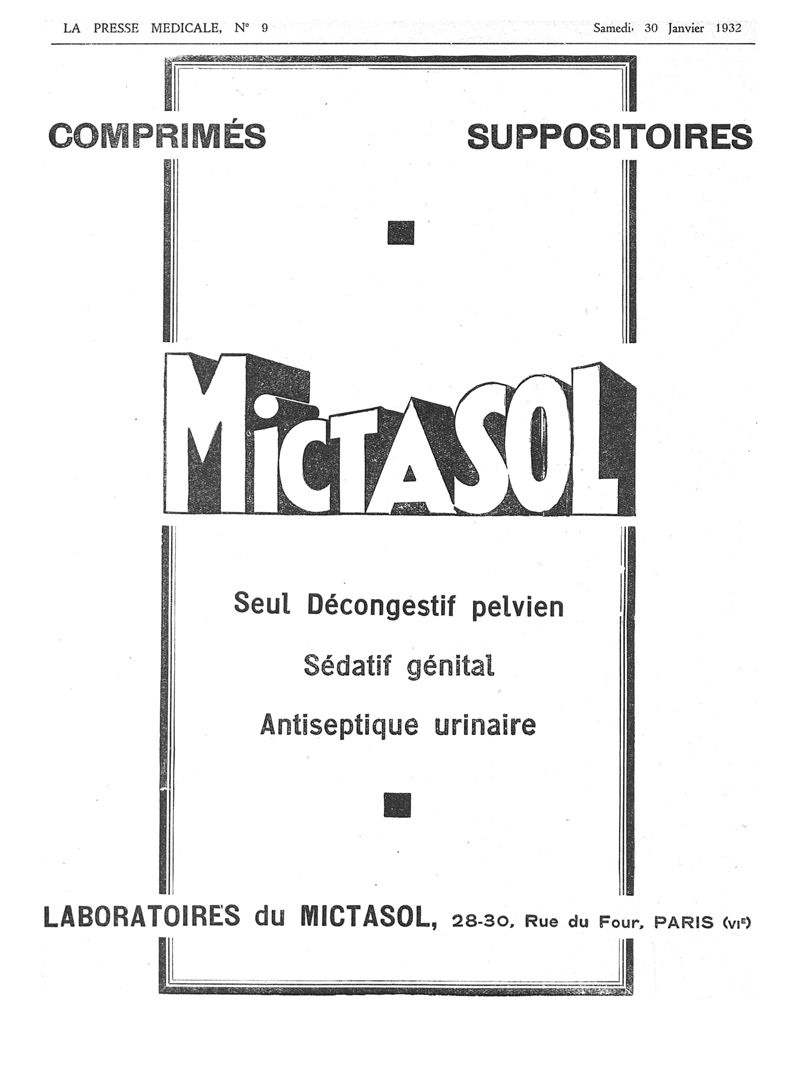 LA PRESSE MEDICALE, N° 9 Samedi, 30 Janvier 1932
COMPRIMÉS SUPPOSITOIRES
MiCTASOL
Seul Décongestif pelvien
Sédatif génital
Antiseptique urinaire
LABORATOIRES du MICTASOL, 28-30, Rue du Four, PARIS (VIE)